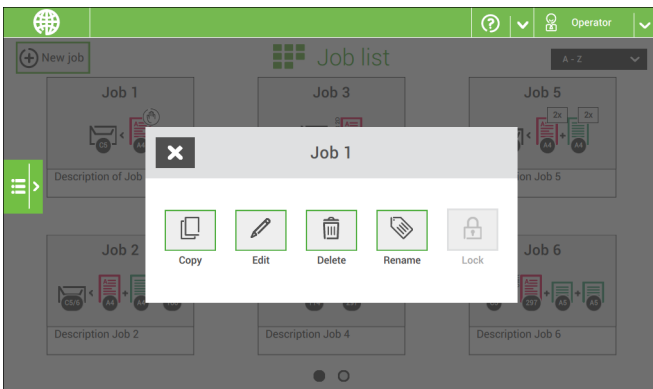 Operator
New job
Job list
A - Z
Job 1
Job 3
Job 5
2x 2x
C5 A4
A4 A4
Description of Job
Job 1
on Job 5
Copy Edit Delete Rename Lock
Job 2
Job 6
C5/6 A4
297 A5 A5
Description Job 2
Description Job 4
Description Job 6